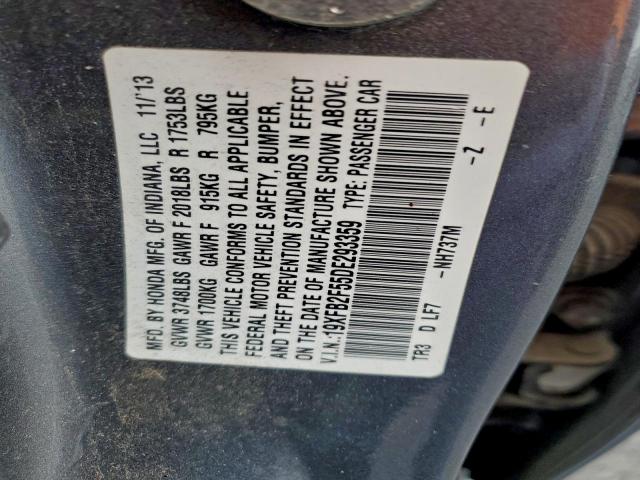 MFD. BY HONDA MFG. OF INDIANA, LLC 11/'13
GVWR 3748LBS GAWR F 2018LBS R 1753LBS
GVWR 1700KG GAWR F 915KG R 795KG
THIS VEHICLE CONFORMS TO ALL APPLICABLE
FEDERAL MOTOR VEHICLE SAFETY, BUMPER,
AND THEFT PREVENTION STANDARDS IN EFFECT
ON THE DATE OF MANUFACTURE SHOWN ABOVE.
V.I.N.:19XFB2F55DE293359 TYPE: PASSENGER CAR
TR3 D LF7 -NH737M -Z -E